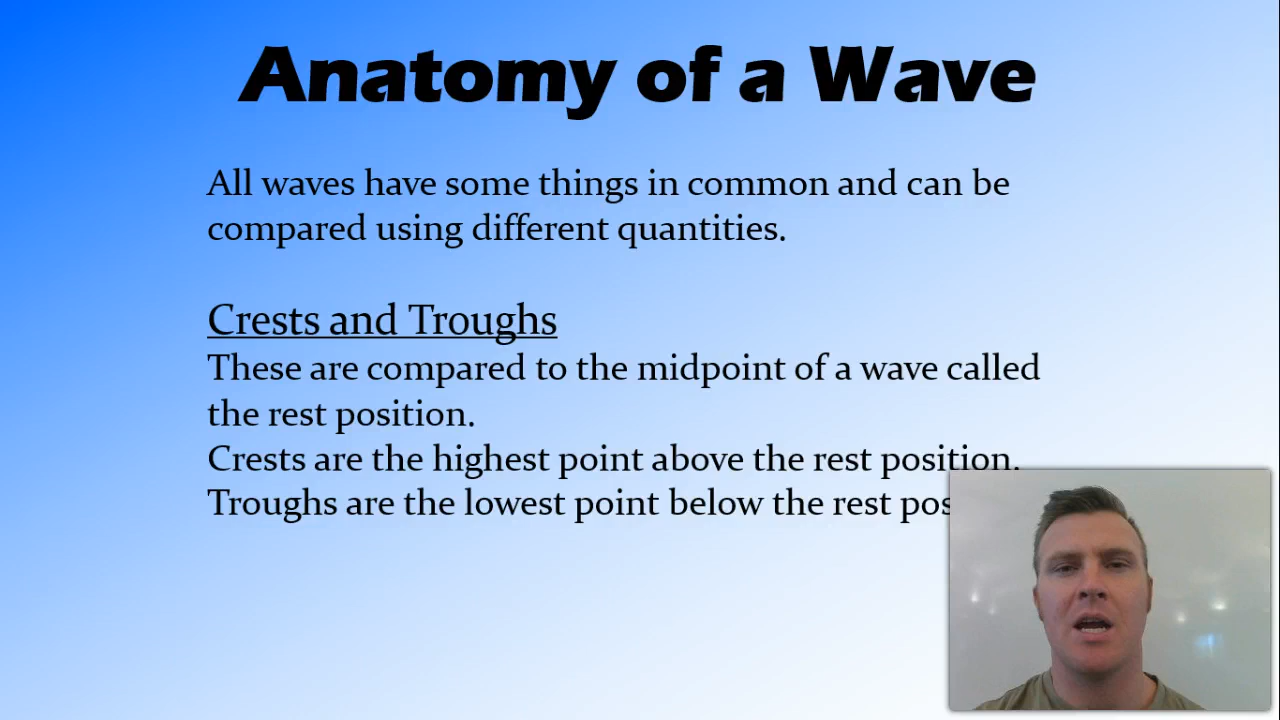 Anatomy of a Wave
All waves have some things in common and can be
compared using different quantities.
Crests and Troughs
These are compared to the midpoint of a wave called
the rest position.
Crests are the highest point above the rest position.
Troughs are the lowest point below the rest